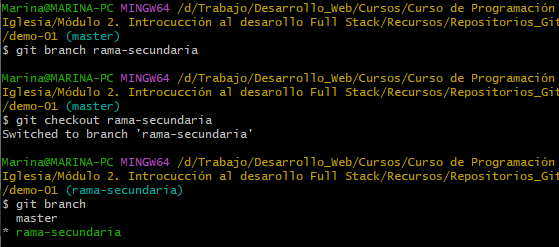 Marina@MARINA-PC MINGW64 /d/Trabajo/Desarrollo_Web/Cursos/Curso de Programación
Iglesia/Módulo 2. Introcucción al desarollo Full Stack/Recursos/Repositorios_Git
/demo-01 (master)
$ git branch rama-secundaria
Marina@MARINA-PC MINGW64 /d/Trabajo/Desarrollo_Web/Cursos/Curso de Programación
Iglesia/Módulo 2. Introcucción al desarollo Full Stack/Recursos/Repositorios_Git
/demo-01 (master)
$ git checkout rama-secundaria
Switched to branch 'rama-secundaria'
Marina@MARINA-PC MINGW64 /d/Trabajo/Desarrollo_Web/Cursos/Curso de Programación
Iglesia/Módulo 2. Introcucción al desarollo Full Stack/Recursos/Repositorios_Git
/demo-01 (rama-secundaria)
$ git branch
master
* rama-secundaria